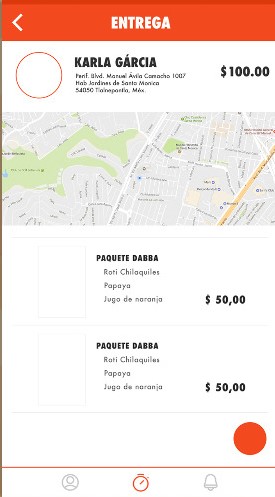 ENTREGA
KARLA GÁRCIA
$100.00
Perif. Blvd. Manuel Ávila Camacho 1007
Hab Jardines de Santa Monica
54050 Tlalnepantla, Méx.
PAQUETE DABBA
Roti Chilaquiles
Papaya
Jugo de naranja
$ 50,00
PAQUETE DABBA
Roti Chilaquiles
Papaya
Jugo de naranja
$ 50,00